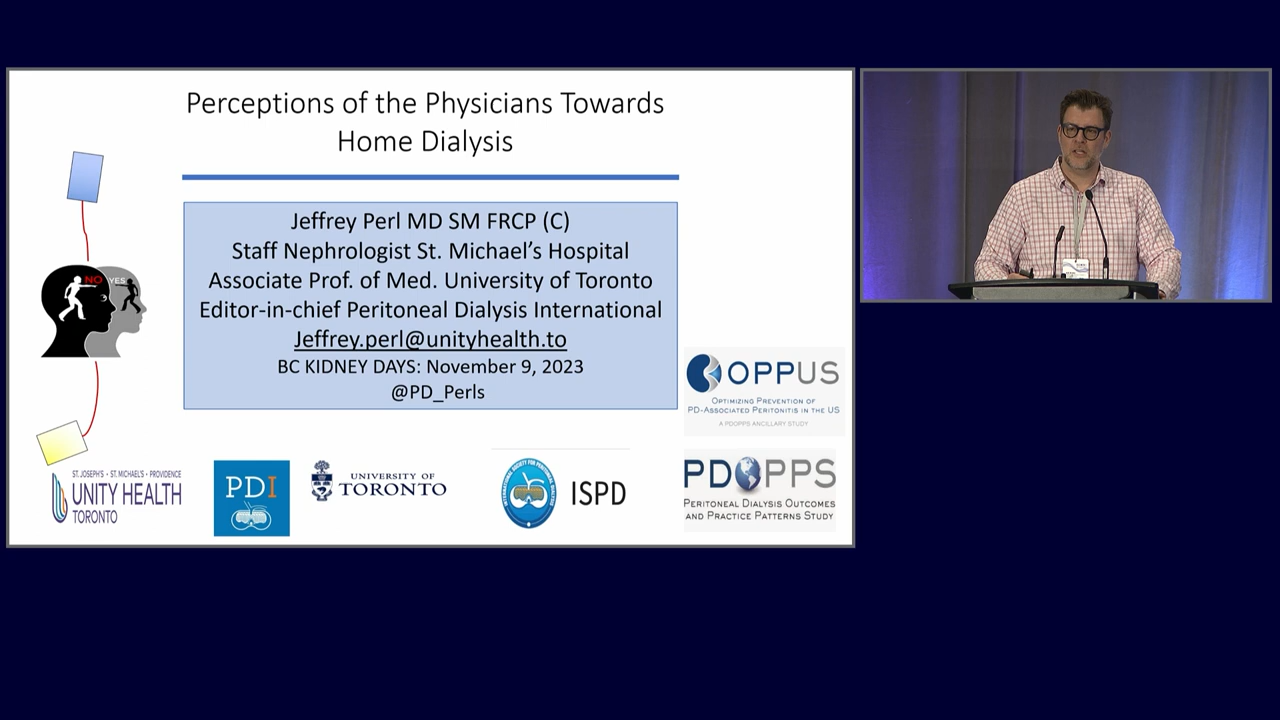 Perceptions of the Physicians Towards
Home Dialysis
Jeffrey Perl MD SM FRCP (C)
Staff Nephrologist St. Michael's Hospital
Associate Prof. of Med. University of Toronto
Editor-in-chief Peritoneal Dialysis International
Jeffrey.perl@unityhealth.to
BC KIDNEY DAYS: November 9, 2023
@PD_Perls
NO YES
OPPUS
OPTIMIZING PREVENTION OF
PD-ASSOCIATED PERITONITIS IN THE US
A PDOPPS ANCILLARY STUDY
ST. JOSEPH'S • ST. MICHAEL'S • PROVIDENCE
UNITY HEALTH
TORONTO
PDI
UNIVERSITY OF
TORONTO
ISPD
PDOPPS
PERITONEAL DIALYSIS OUTCOMES
AND PRACTICE PATTERNS STUDY